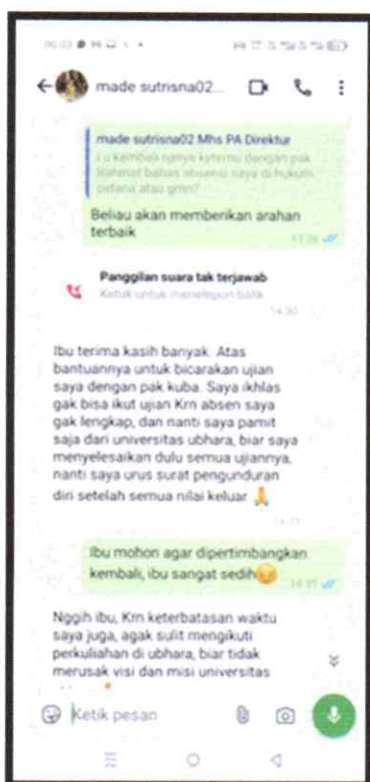 made sutrisna02...
made sutrisna02 Mhs PA Direktur
kembali nanya ketemu dengan pak
Rahmat bahas absensi saya di hukum
pidana atau gmn?
Beliau akan memberikan arahan
terbaik
Panggilan suara tak terjawab
Ketuk untuk menelepon balik
14.30
Ibu terima kasih banyak. Atas
bantuannya untuk bicarakan ujian
saya dengan pak kuba. Saya ikhlas
gak bisa ikut ujian Krn absen saya
gak lengkap, dan nanti saya pamit
saja dari universitas ubhara, biar saya
menyelesaikan dulu semua ujiannya,
nanti saya urus surat pengunduran
diri setelah semua nilai keluar 🙏
Ibu mohon agar dipertimbangkan
kembali, ibu sangat sedih😔
Nggih ibu, Krn keterbatasan waktu
saya juga, agak sulit mengikuti
perkuliahan di ubhara, biar tidak
merusak visi dan misi universitas
Ketik pesan